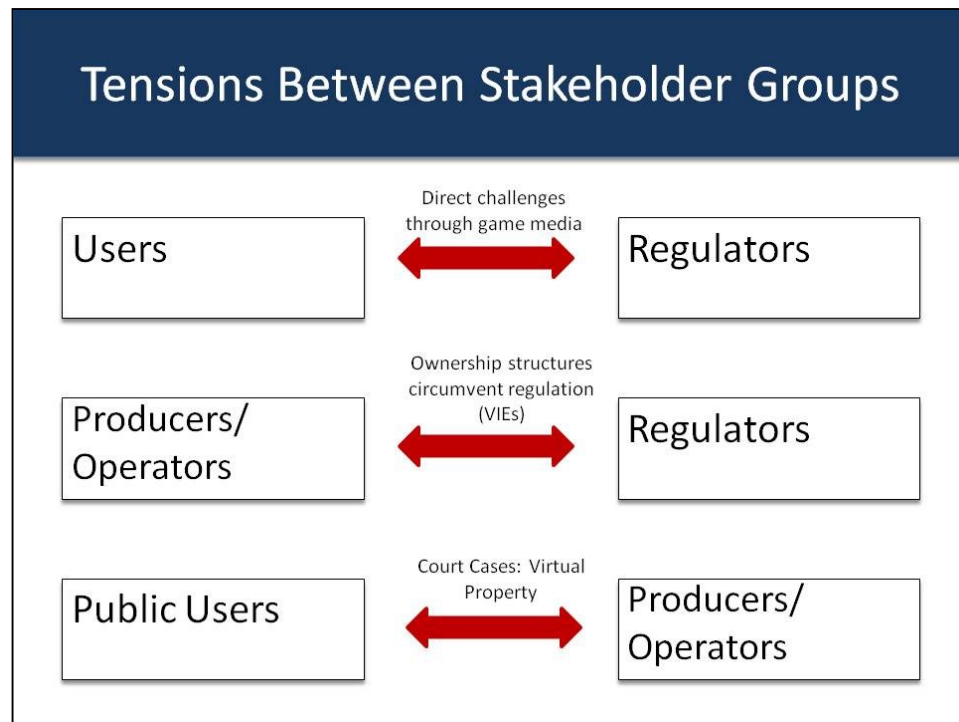 Tensions Between Stakeholder Groups
Users
Direct challenges
through game media
Regulators
Producers/
Operators
Ownership structures
circumvent regulation
(VIEs)
Regulators
Public Users
Court Cases: Virtual
Property
Producers/
Operators